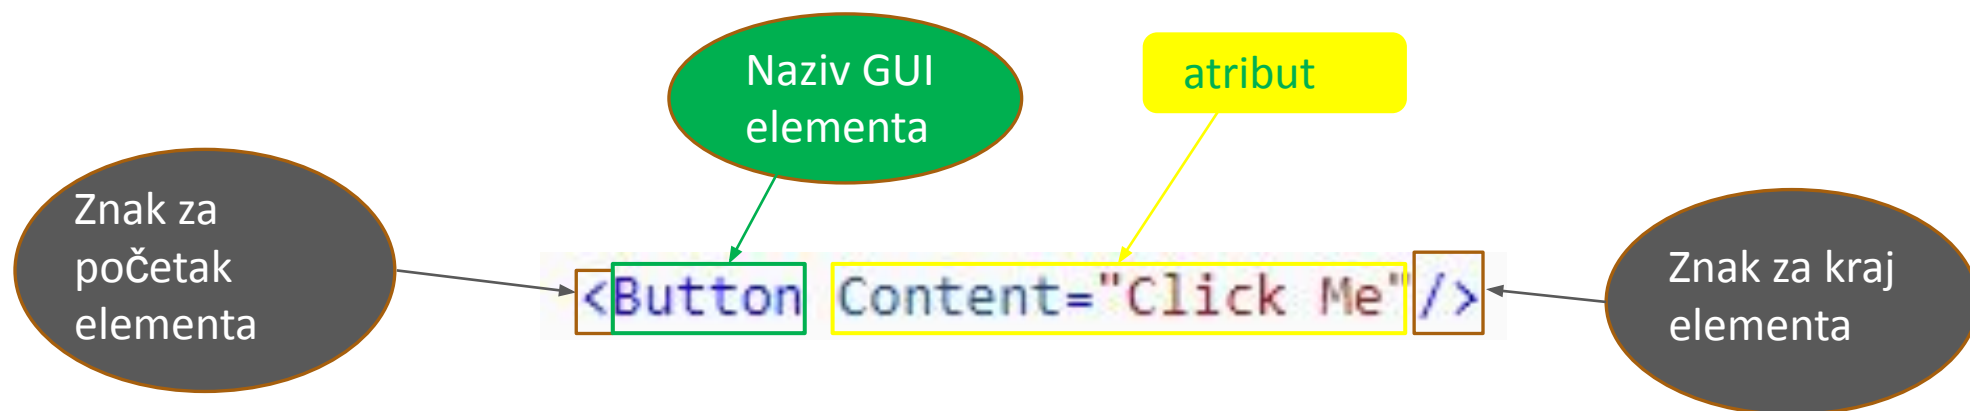 Naziv GUI
elementa
atribut
Znak za
početak
elementa
<Button Content="Click Me"/>
Znak za kraj
elementa